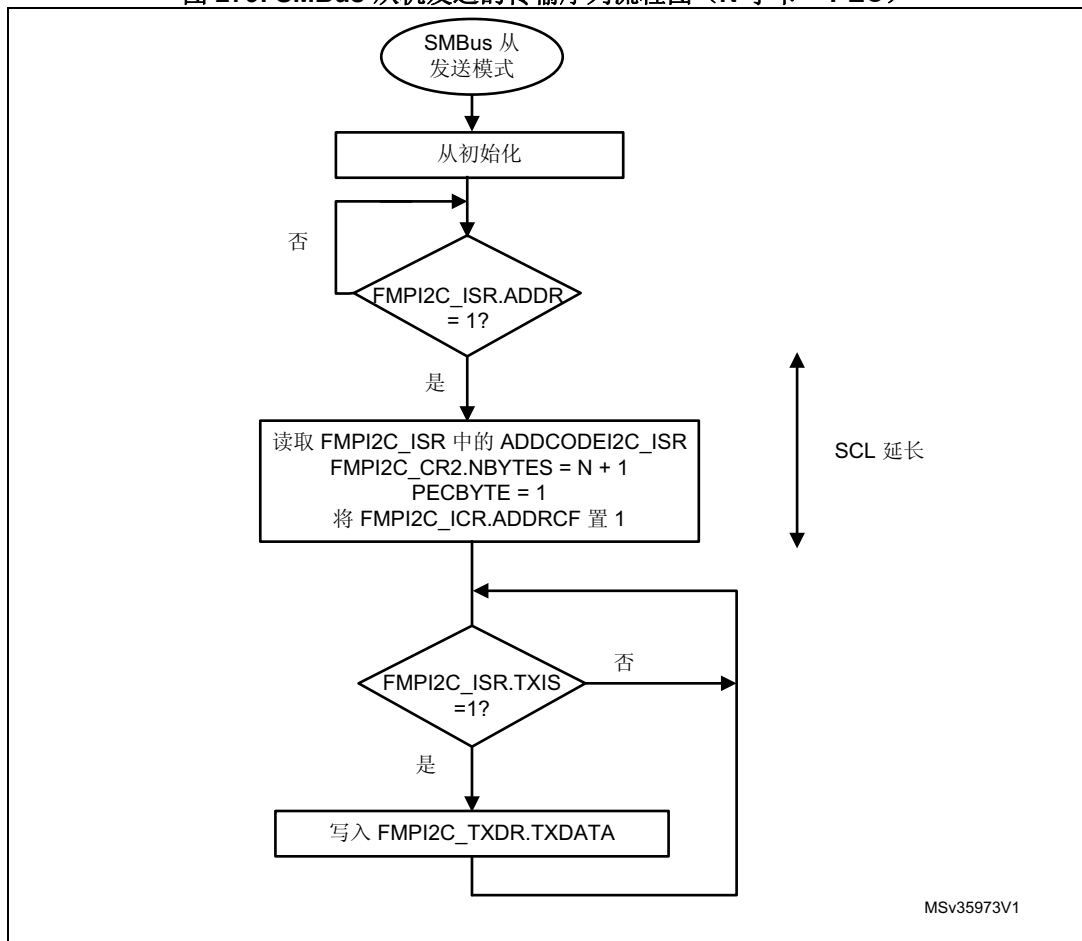 SMBus 从
发送模式
从初始化
否
FMPI2C_ISR.ADDR
= 1?
是
读取 FMPI2C_ISR 中的 ADDCODEI2C_ISR
FMPI2C_CR2.NBYTES = N + 1
PECBYTE = 1
将 FMPI2C_ICR.ADDRCF 置 1
SCL 延长
否
FMPI2C_ISR.TXIS
=1?
是
写入 FMPI2C_TXDR.TXDATA
MSv35973V1